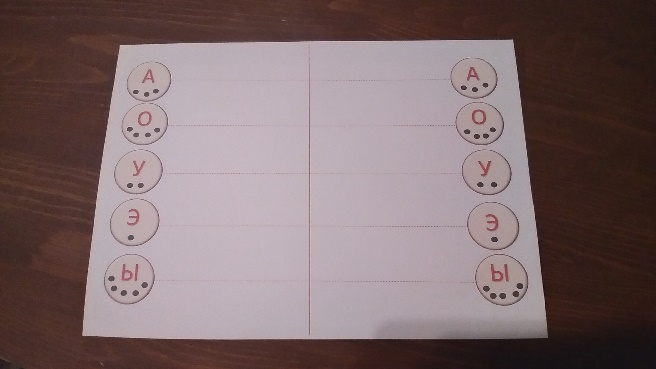 А А
О О
У У
Э Э
Ы Ы